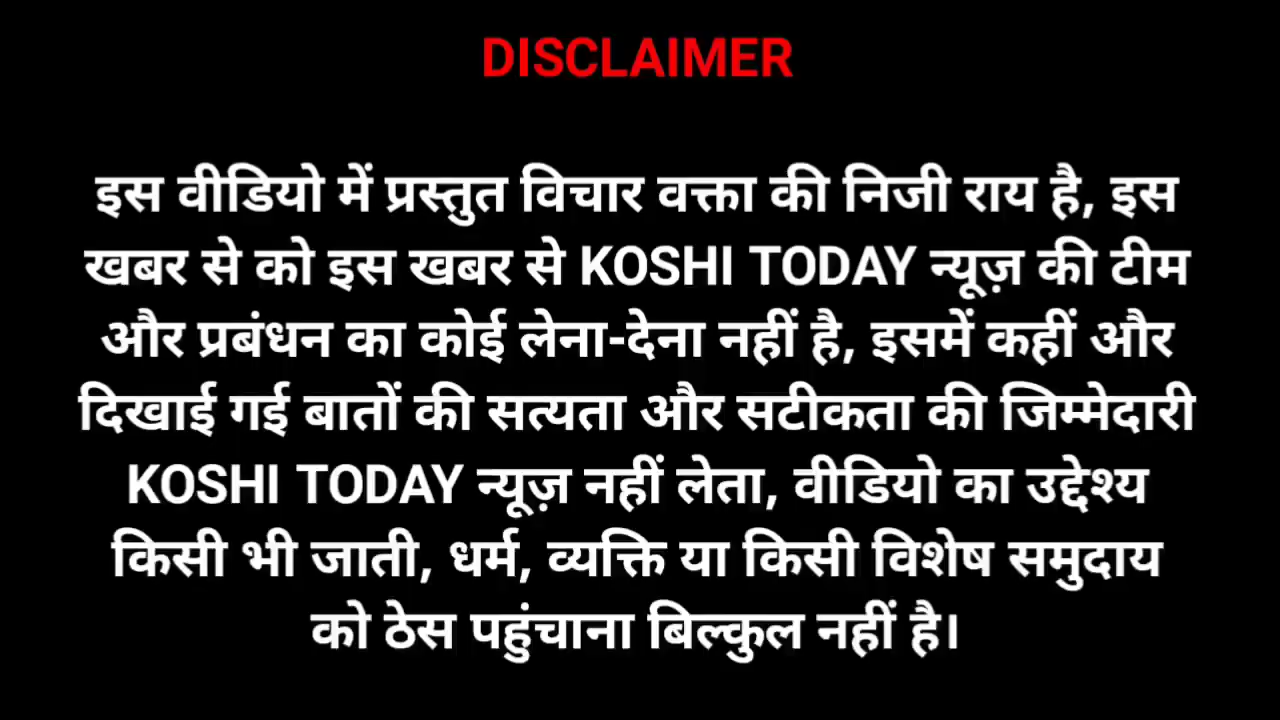 DISCLAIMER
इस वीडियो में प्रस्तुत विचार वक्ता की निजी राय है, इस
खबर से को इस खबर से KOSHI TODAY न्यूज़ की टीम
और प्रबंधन का कोई लेना-देना नहीं है, इसमें कहीं और
दिखाई गई बातों की सत्यता और सटीकता की जिम्मेदारी
KOSHI TODAY न्यूज़ नहीं लेता, वीडियो का उद्देश्य
किसी भी जाती, धर्म, व्यक्ति या किसी विशेष समुदाय
को ठेस पहुंचाना बिल्कुल नहीं है।